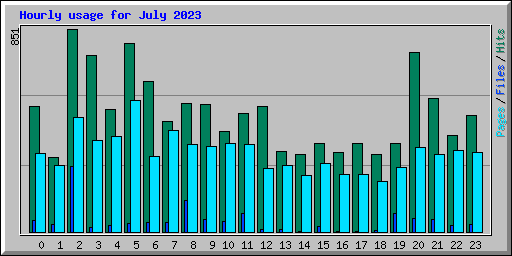 Hourly usage for July 2023
851
Pages/Files/Hits
0 1 2 3 4 5 6 7 8 9 10 11 12 13 14 15 16 17 18 19 20 21 22 23